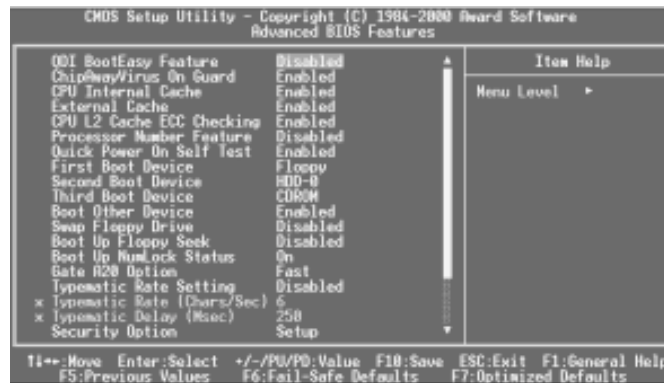 CMOS Setup Utility - Copyright (C) 1984-2000 Award Software
Advanced BIOS Features
QDI BootEasy Feature Disabled
ChipAwayVirus On Guard Enabled
CPU Internal Cache Enabled
External Cache Enabled
CPU L2 Cache ECC Checking Enabled
Processor Number Feature Disabled
Quick Power On Self Test Enabled
First Boot Device Floppy
Second Boot Device HDD-0
Third Boot Device CDROM
Boot Other Device Enabled
Swap Floppy Drive Disabled
Boot Up Floppy Seek Disabled
Boot Up NumLock Status On
Gate A20 Option Fast
Typematic Rate Setting Disabled
x Typematic Rate (Chars/Sec) 6
x Typematic Delay (Msec) 250
Security Option Setup
Item Help
Menu Level ►
↑↓←→:Move Enter:Select +/-/PU/PD:Value F10:Save ESC:Exit F1:General Help
F5:Previous Values F6:Fail-Safe Defaults F7:Optimized Defaults